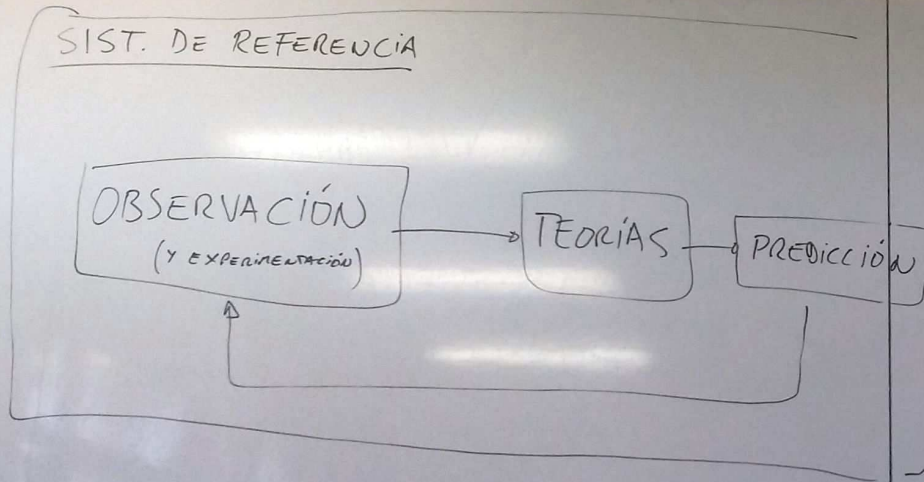 SIST. DE REFERENCIA
OBSERVACIÓN
(Y EXPERIMENTACIÓN)
TEORÍAS
PREDICCIÓN